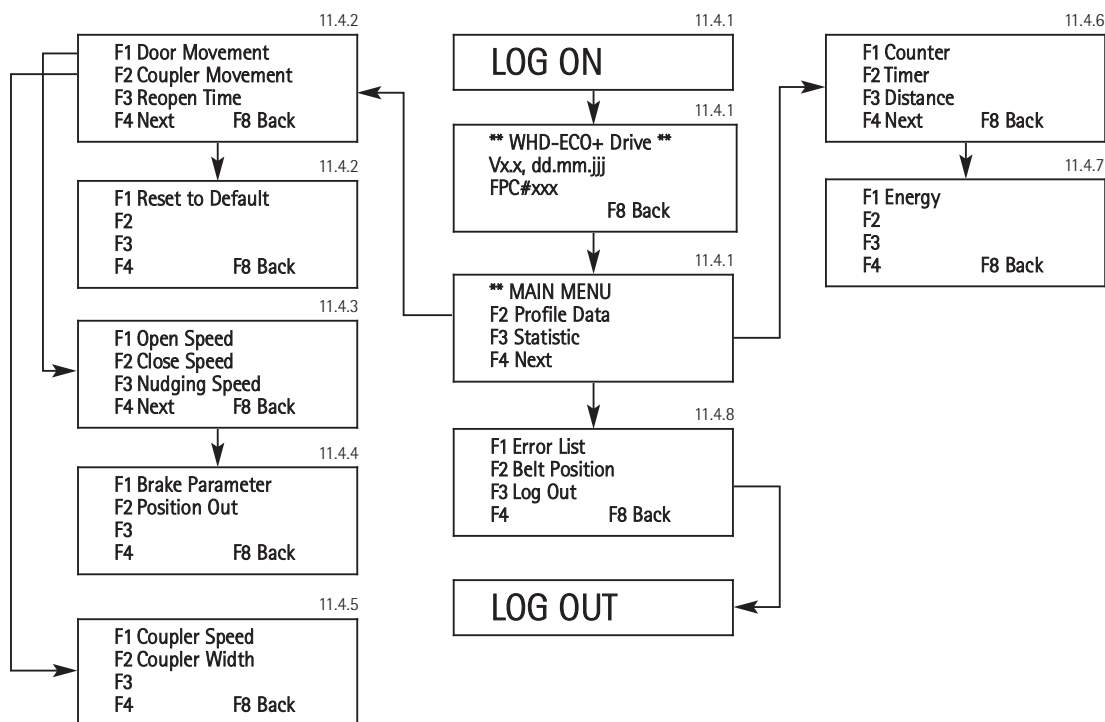 11.4.2
F1 Door Movement
F2 Coupler Movement
F3 Reopen Time
F4 Next F8 Back
11.4.2
F1 Reset to Default
F2
F3
F4 F8 Back
11.4.3
F1 Open Speed
F2 Close Speed
F3 Nudging Speed
F4 Next F8 Back
11.4.4
F1 Brake Parameter
F2 Position Out
F3
F4 F8 Back
11.4.5
F1 Coupler Speed
F2 Coupler Width
F3
F4 F8 Back
11.4.1
LOG ON
11.4.1
** WHD-ECO+ Drive **
Vx.x, dd.mm.jjj
FPC#xxx
F8 Back
11.4.1
** MAIN MENU
F2 Profile Data
F3 Statistic
F4 Next
11.4.8
F1 Error List
F2 Belt Position
F3 Log Out
F4 F8 Back
LOG OUT
11.4.6
F1 Counter
F2 Timer
F3 Distance
F4 Next F8 Back
11.4.7
F1 Energy
F2
F3
F4 F8 Back